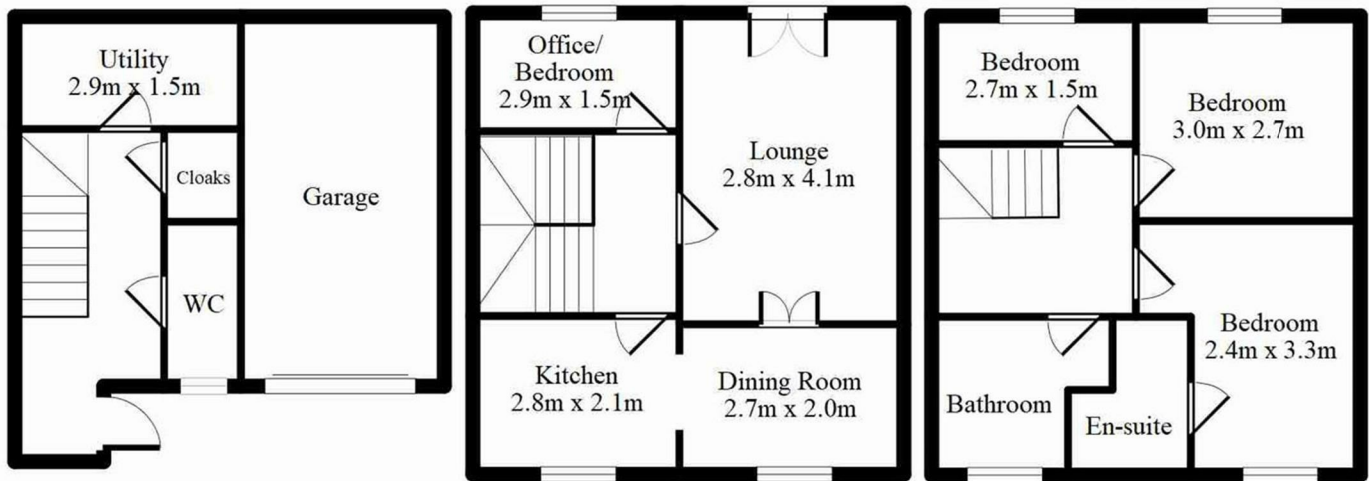 Utility
2.9m x 1.5m
Cloaks
Garage
WC
Office/
Bedroom
2.9m x 1.5m
Lounge
2.8m x 4.1m
Kitchen
2.8m x 2.1m
Dining Room
2.7m x 2.0m
Bedroom
2.7m x 1.5m
Bedroom
3.0m x 2.7m
Bedroom
2.4m x 3.3m
Bathroom
En-suite